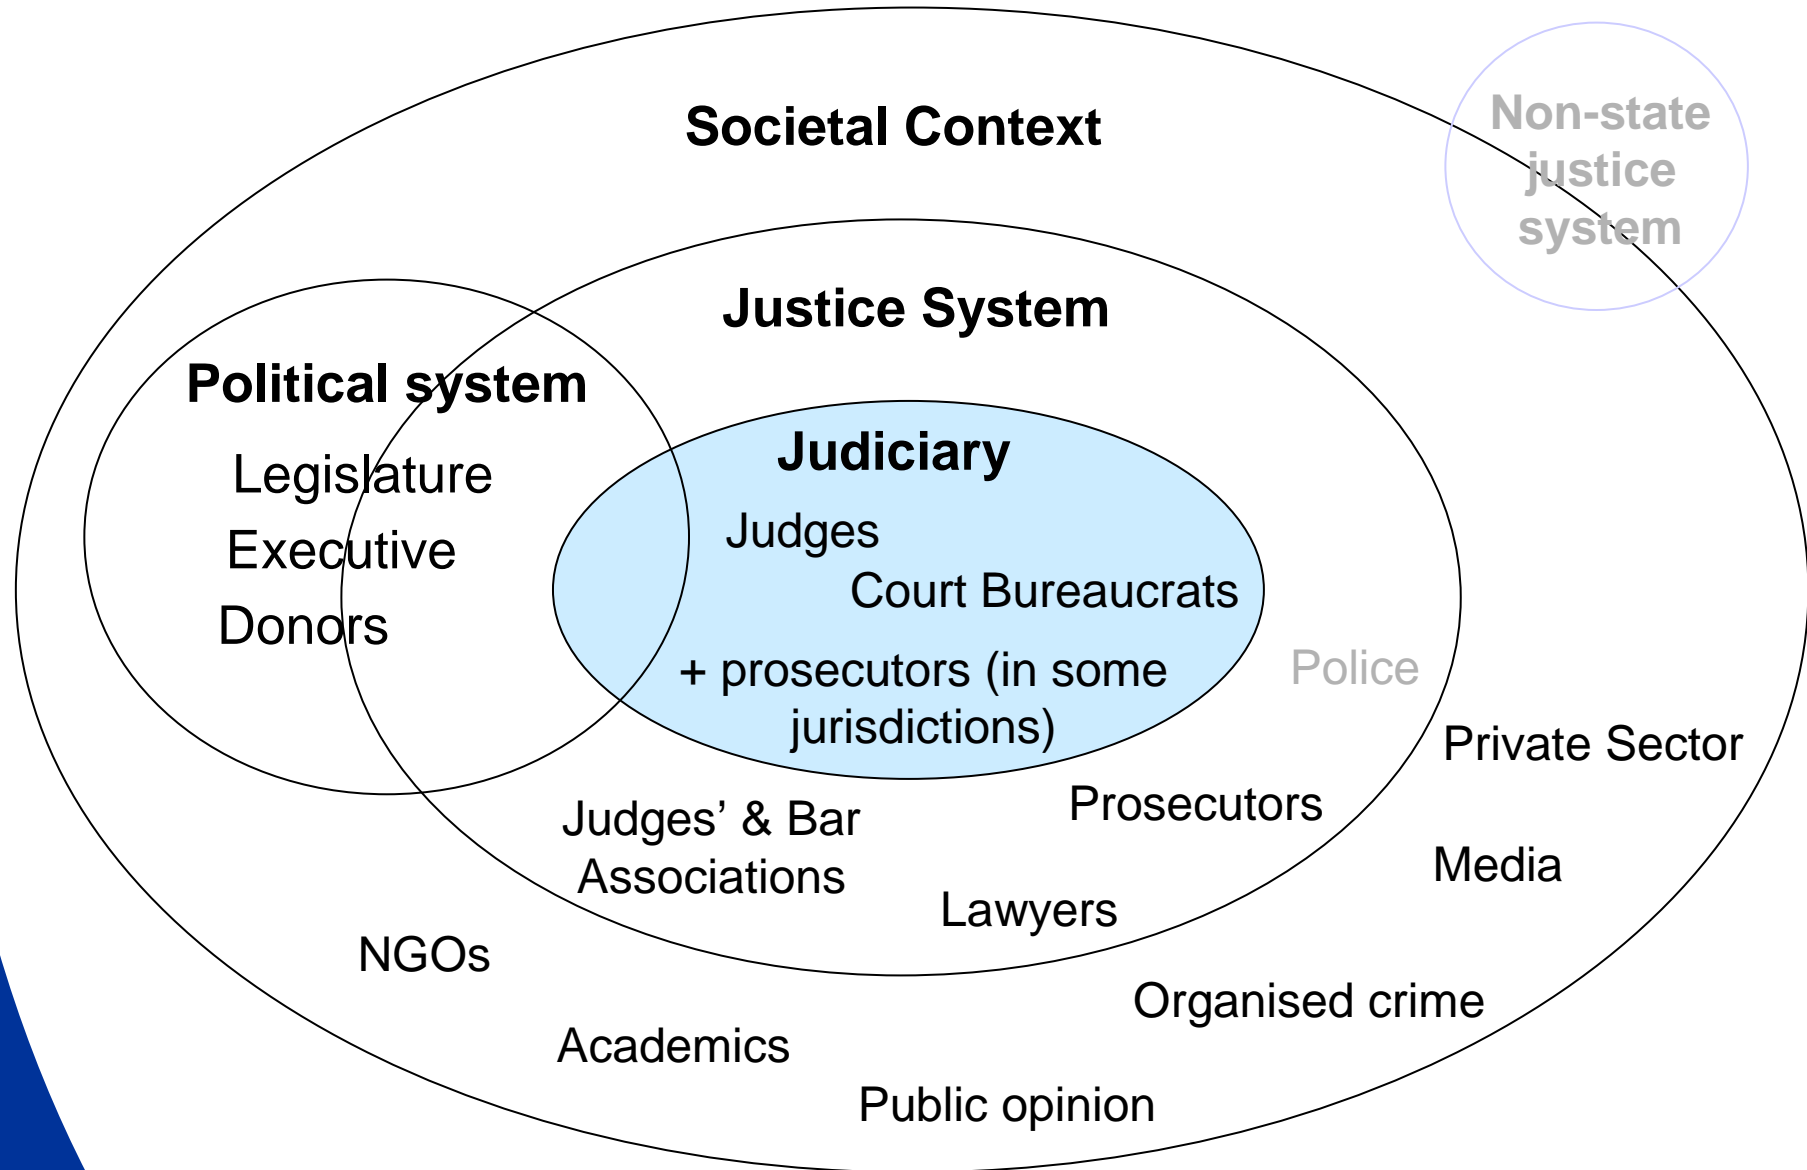 Societal Context
Non-state
justice
system
Justice System
Political system
Legislature
Executive
Donors
Judiciary
Judges
Court Bureaucrats
+ prosecutors (in some
jurisdictions)
Police
Private Sector
Prosecutors
Judges’ & Bar
Associations
Media
Lawyers
NGOs
Organised crime
Academics
Public opinion